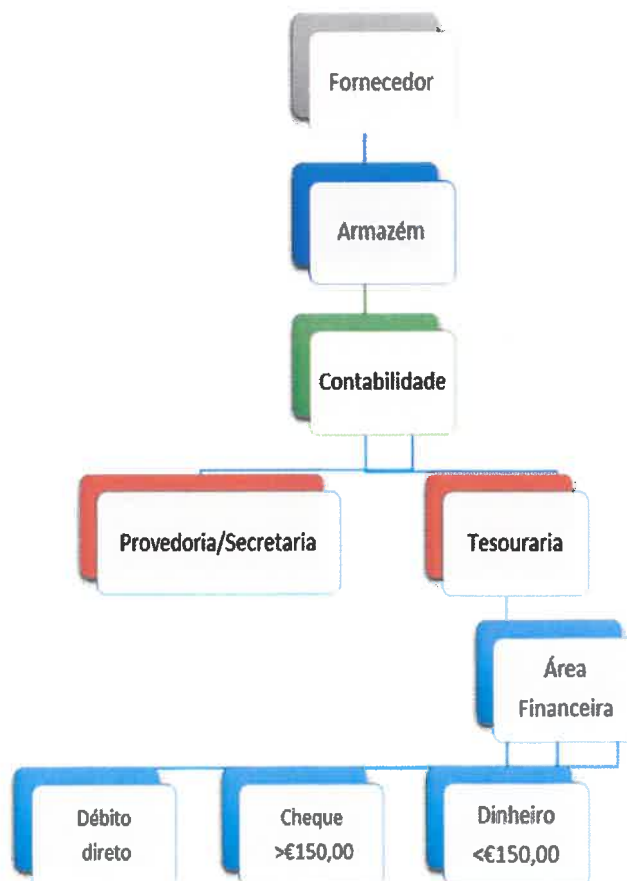 Fornecedor
Armazém
Contabilidade
Provedoria/Secretaria
Tesouraria
Área
Financeira
Débito
direto
Cheque
>€150,00
Dinheiro
<€150,00